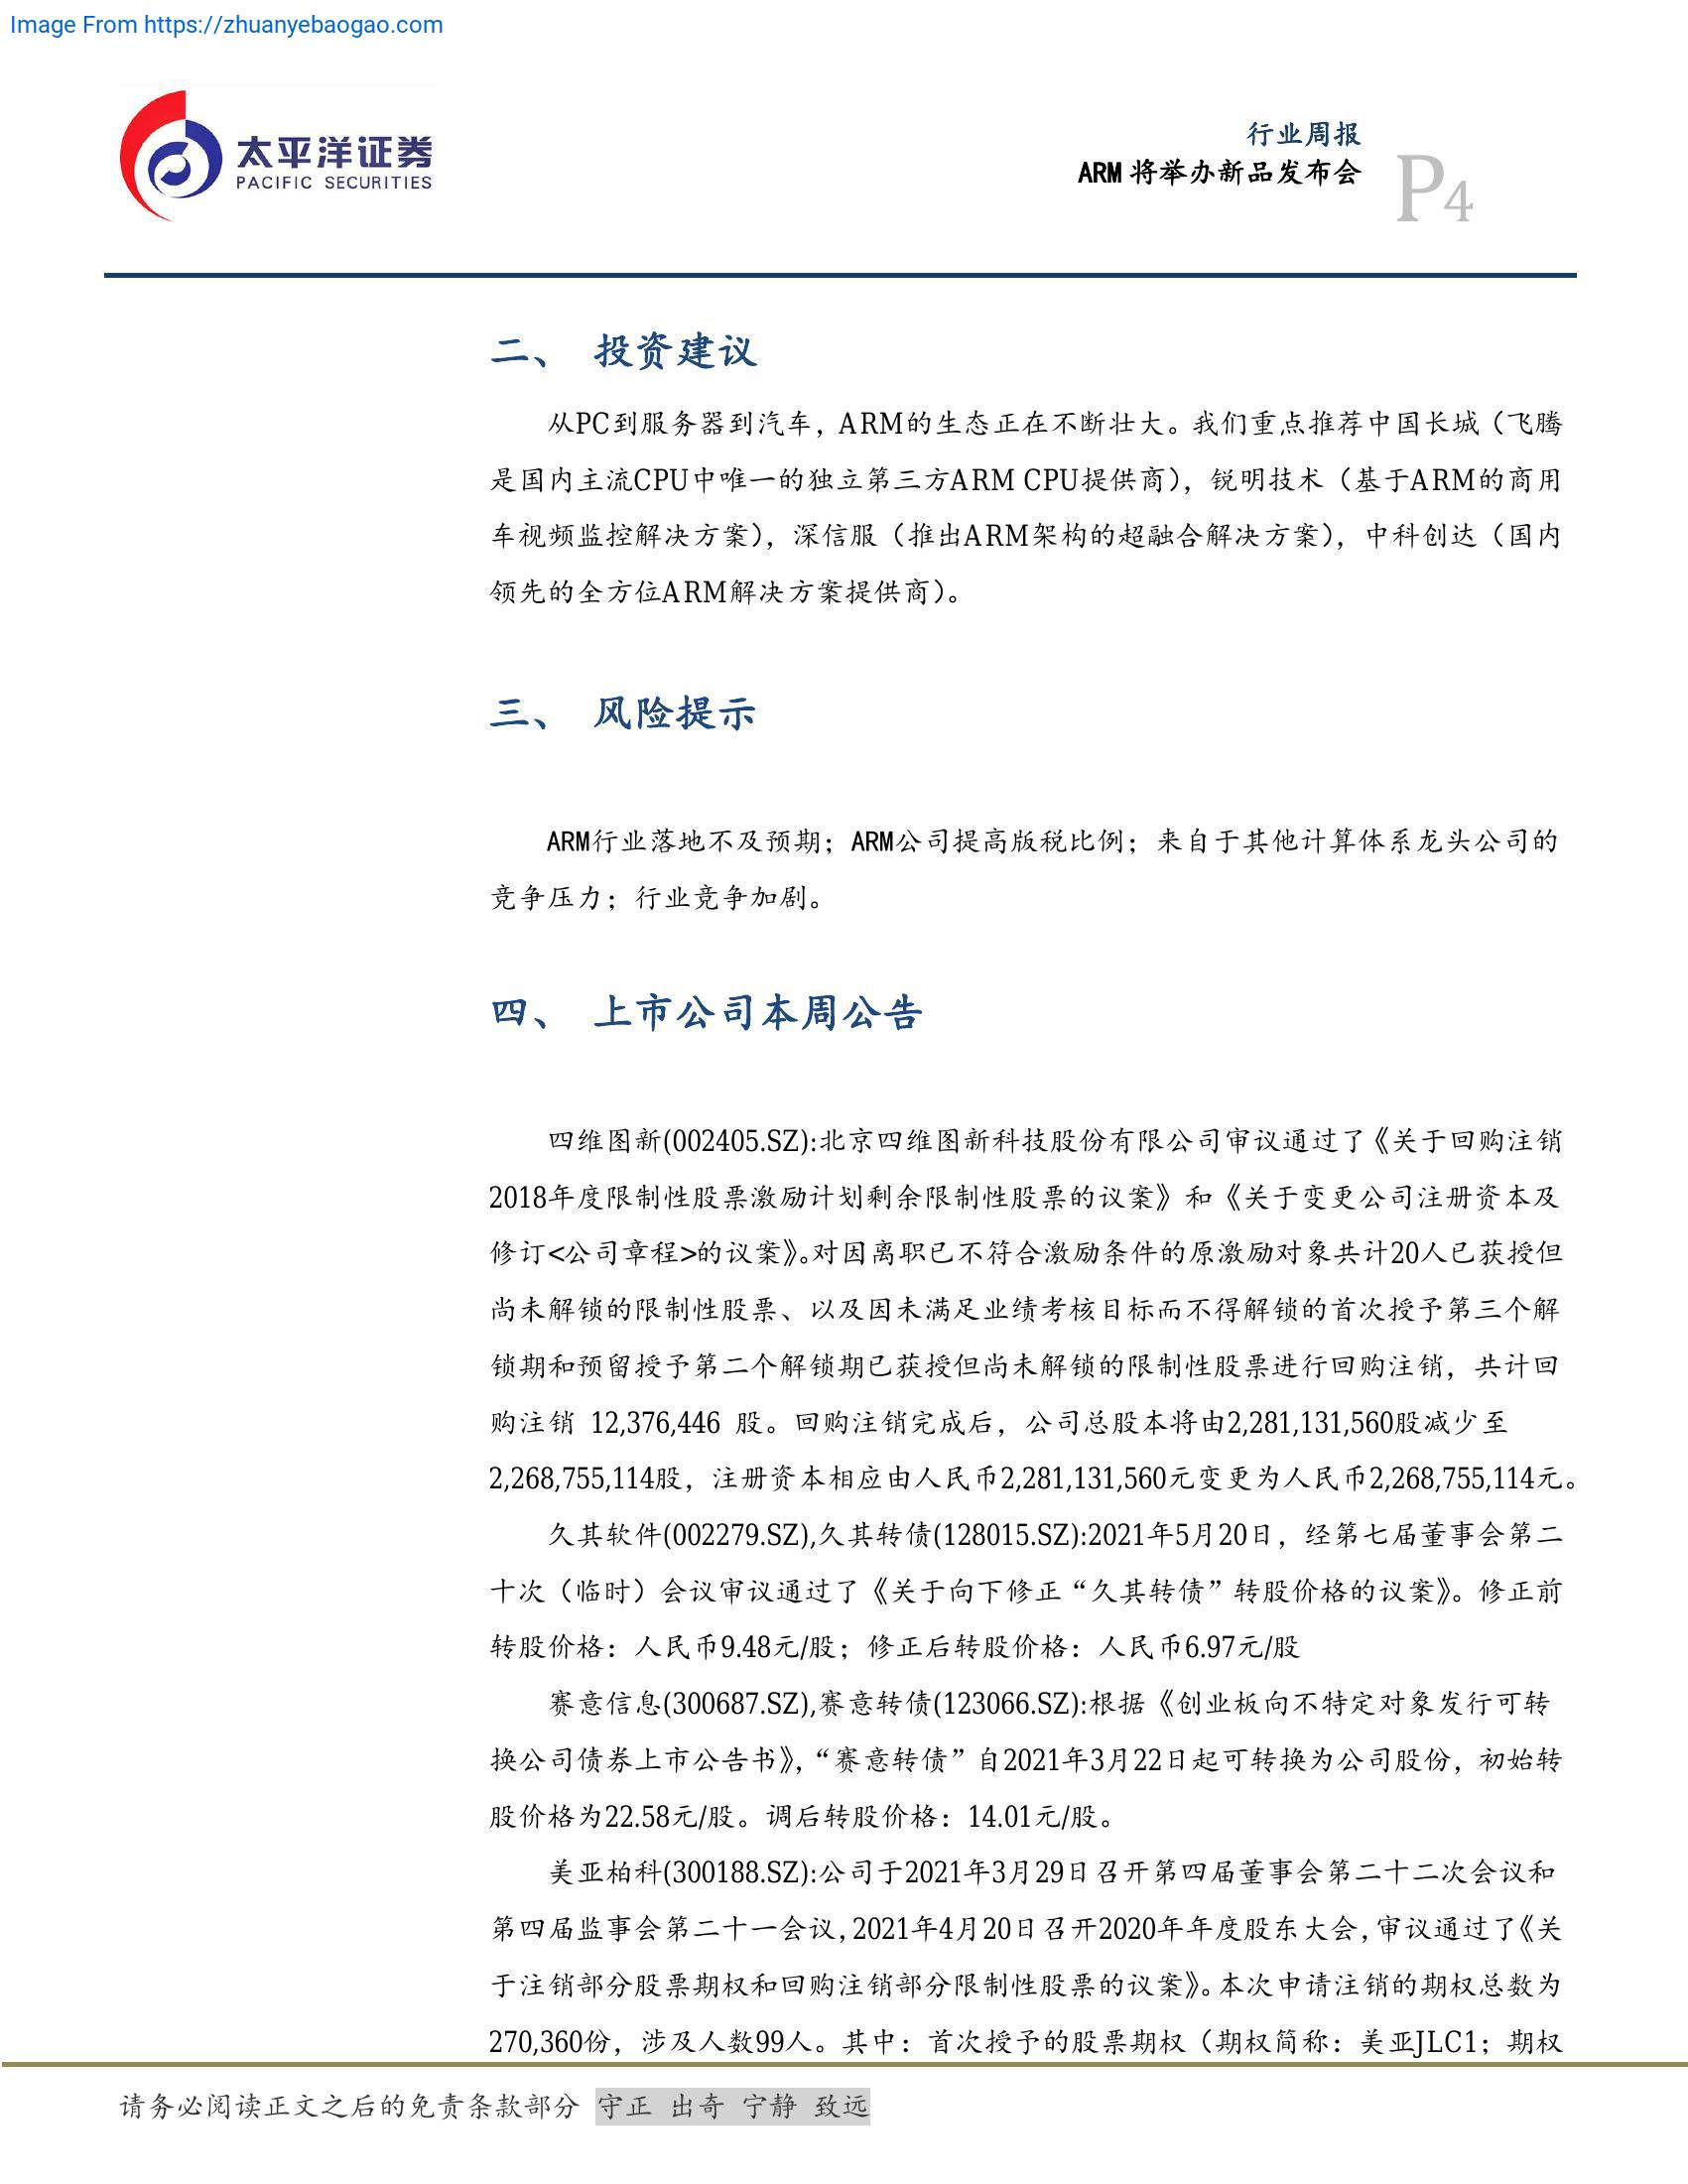 Image From https://zhuanyebaogao.com
太平洋证券
PACIFIC SECURITIES
行业周报
ARM 将举办新品发布会
P4
二、 投资建议
从PC到服务器到汽车，ARM的生态正在不断壮大。我们重点推荐中国长城（飞腾
是国内主流CPU中唯一的独立第三方ARM CPU提供商），锐明技术（基于ARM的商用
车视频监控解决方案），深信服（推出ARM架构的超融合解决方案），中科创达（国内
领先的全方位ARM解决方案提供商）。
三、 风险提示
ARM行业落地不及预期；ARM公司提高版税比例；来自于其他计算体系龙头公司的
竞争压力；行业竞争加剧。
四、 上市公司本周公告
四维图新(002405.SZ):北京四维图新科技股份有限公司审议通过了《关于回购注销
2018年度限制性股票激励计划剩余限制性股票的议案》和《关于变更公司注册资本及
修订<公司章程>的议案》。对因离职已不符合激励条件的原激励对象共计20人已获授但
尚未解锁的限制性股票、以及因未满足业绩考核目标而不得解锁的首次授予第三个解
锁期和预留授予第二个解锁期已获授但尚未解锁的限制性股票进行回购注销，共计回
购注销 12,376,446 股。回购注销完成后，公司总股本将由2,281,131,560股减少至
2,268,755,114股，注册资本相应由人民币2,281,131,560元变更为人民币2,268,755,114元。
久其软件(002279.SZ),久其转债(128015.SZ):2021年5月20日，经第七届董事会第二
十次（临时）会议审议通过了《关于向下修正“久其转债”转股价格的议案》。修正前
转股价格：人民币9.48元/股；修正后转股价格：人民币6.97元/股
赛意信息(300687.SZ),赛意转债(123066.SZ):根据《创业板向不特定对象发行可转
换公司债券上市公告书》，“赛意转债”自2021年3月22日起可转换为公司股份，初始转
股价格为22.58元/股。调后转股价格：14.01元/股。
美亚柏科(300188.SZ):公司于2021年3月29日召开第四届董事会第二十二次会议和
第四届监事会第二十一会议，2021年4月20日召开2020年年度股东大会，审议通过了《关
于注销部分股票期权和回购注销部分限制性股票的议案》。本次申请注销的期权总数为
270,360份，涉及人数99人。其中：首次授予的股票期权（期权简称：美亚JLC1；期权
请务必阅读正文之后的免责条款部分 守正 出奇 宁静 致远